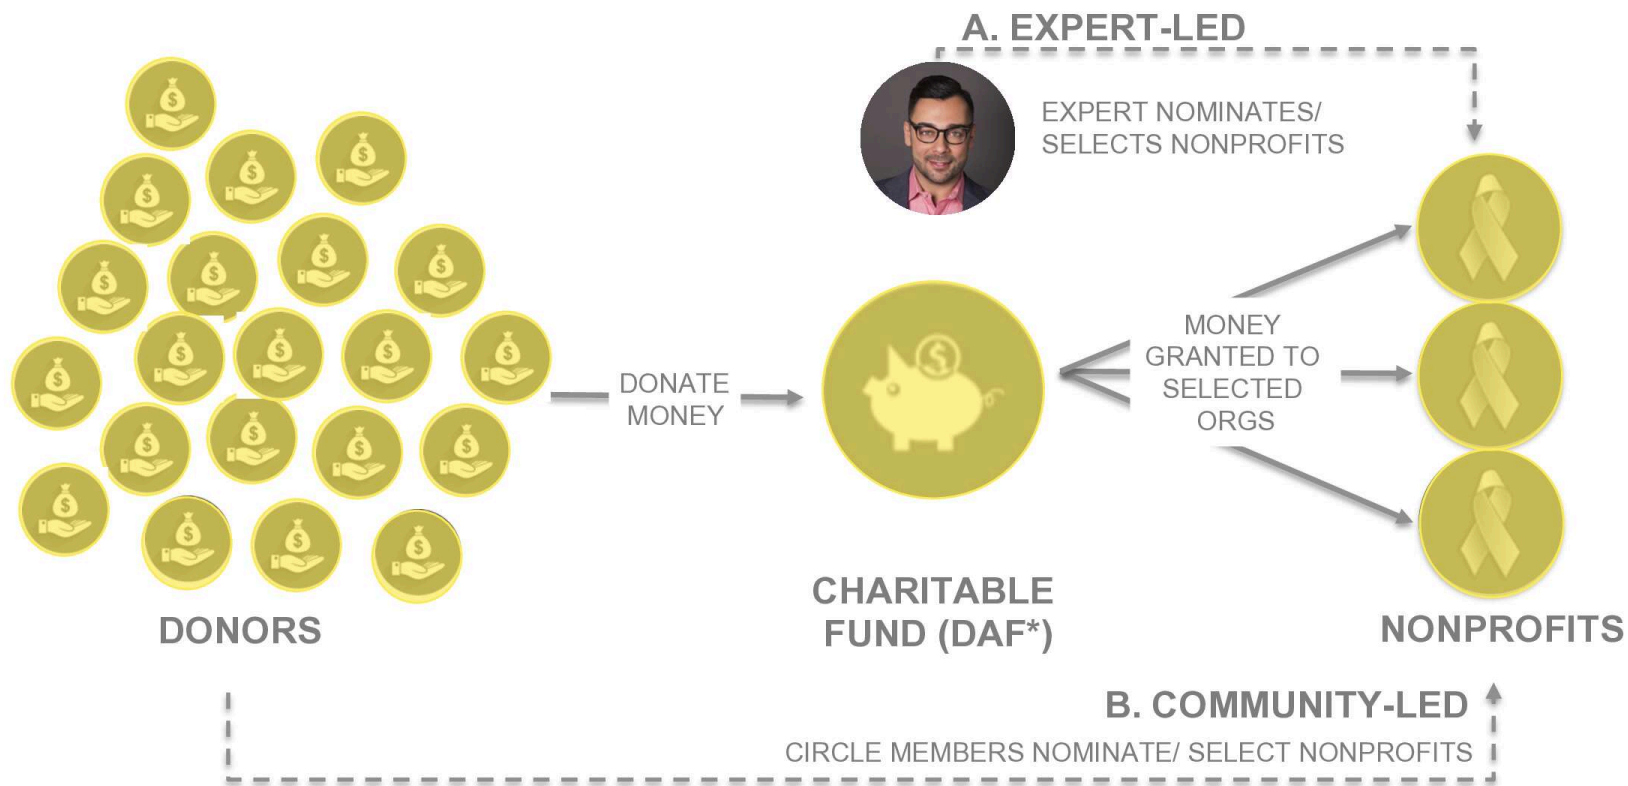 A. EXPERT-LED
EXPERT NOMINATES/
SELECTS NONPROFITS
DONATE
MONEY
MONEY
GRANTED TO
SELECTED
ORGS
DONORS
CHARITABLE
FUND (DAF*)
NONPROFITS
B. COMMUNITY-LED
CIRCLE MEMBERS NOMINATE/ SELECT NONPROFITS